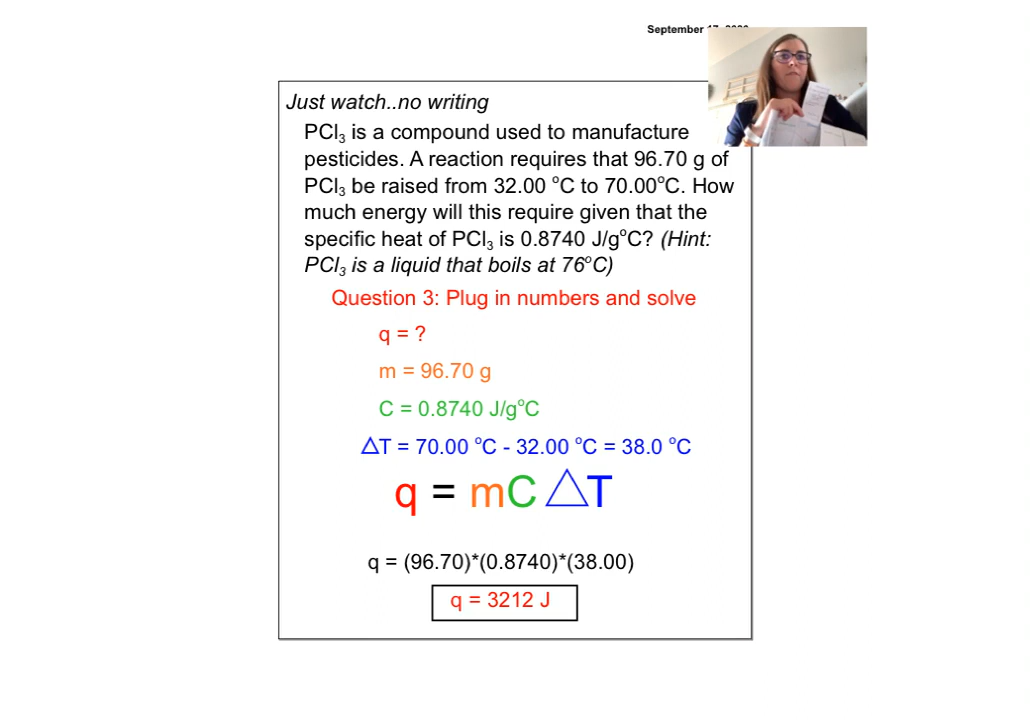 September
Just watch..no writing
PCl₃ is a compound used to manufacture
pesticides. A reaction requires that 96.70 g of
PCl₃ be raised from 32.00 °C to 70.00°C. How
much energy will this require given that the
specific heat of PCl₃ is 0.8740 J/g°C? (Hint:
PCl₃ is a liquid that boils at 76°C)
Question 3: Plug in numbers and solve
q = ?
m = 96.70 g
C = 0.8740 J/g°C
△T = 70.00 °C - 32.00 °C = 38.0 °C
q = mC△T
q = (96.70)*(0.8740)*(38.00)
q = 3212 J